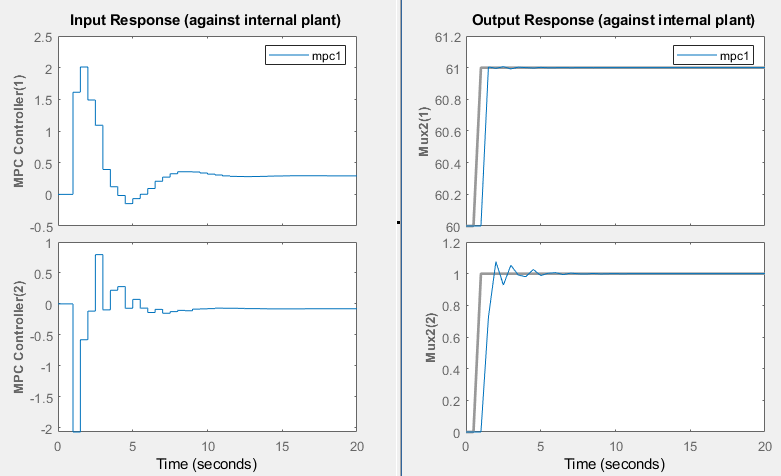 Input Response (against internal plant)
MPC Controller(1)
2.5
2
1.5
1
0.5
0
-0.5
mpc1
MPC Controller(2)
1
0.5
0
-0.5
-1
-1.5
-2
0 5 10 15 20
Time (seconds)
Output Response (against internal plant)
Mux2(1)
61.2
61
60.8
60.6
60.4
60.2
60
mpc1
Mux2(2)
1.2
1
0.8
0.6
0.4
0.2
0
0 5 10 15 20
Time (seconds)